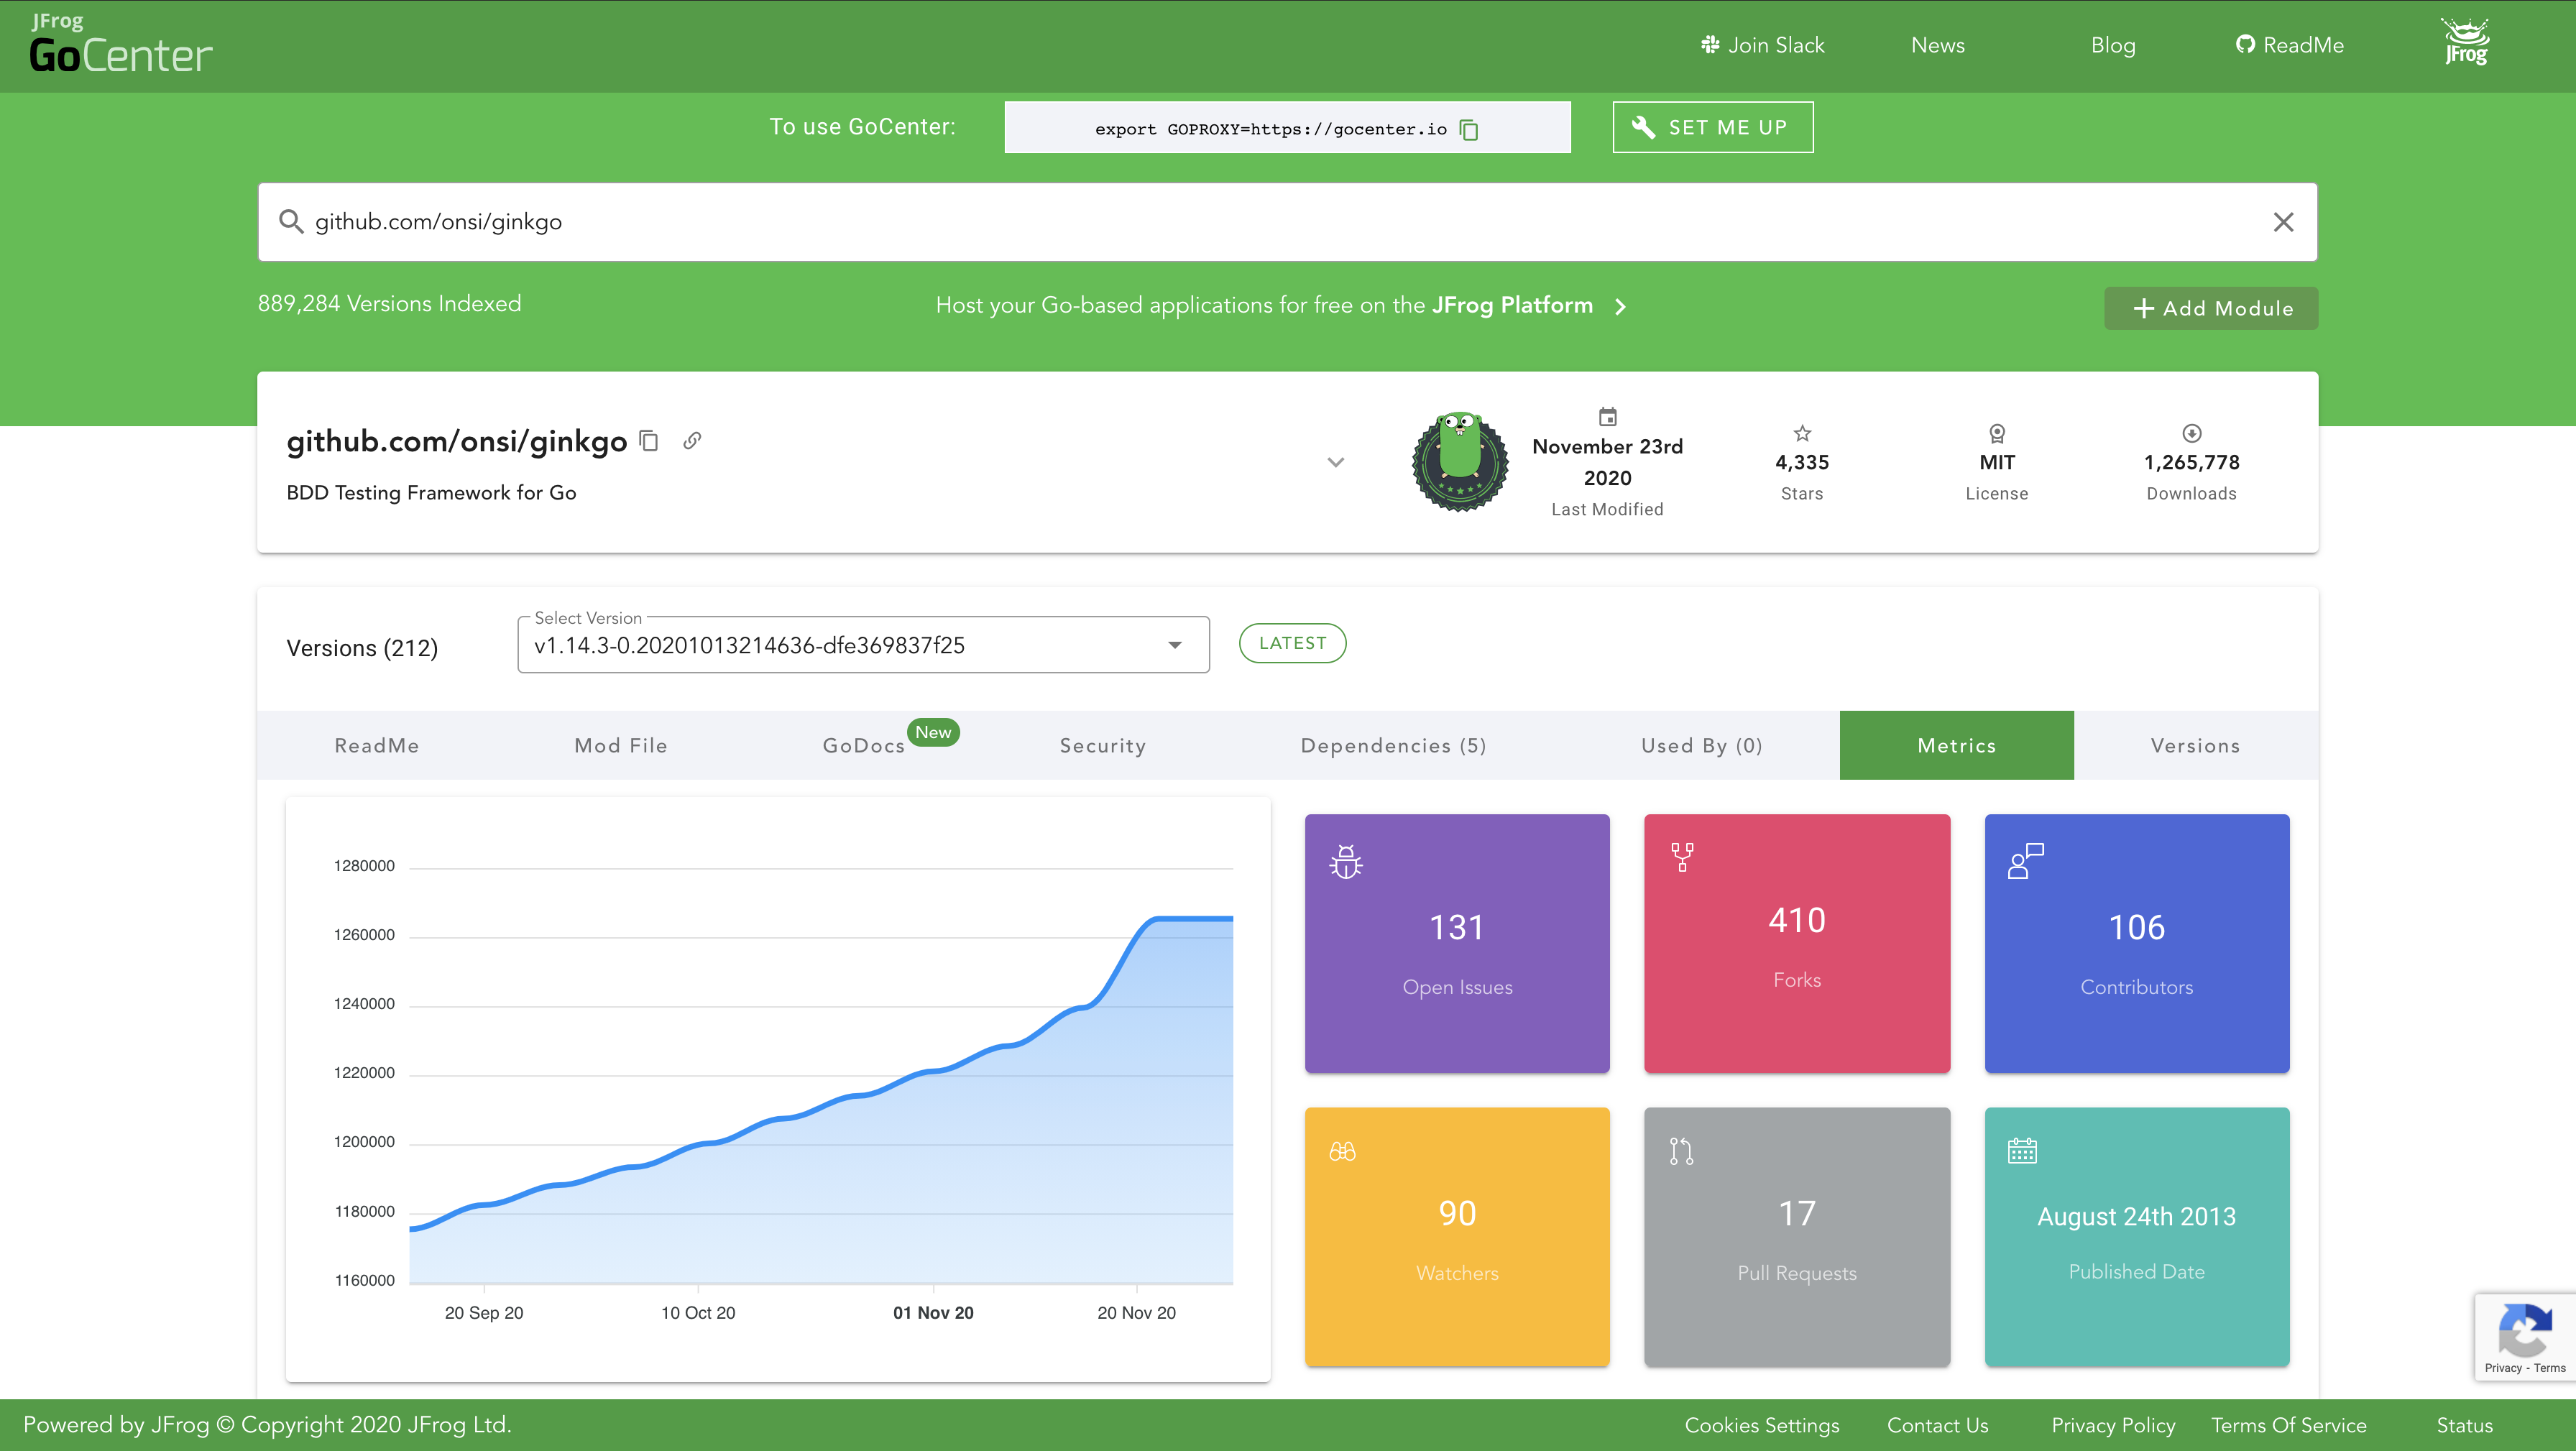 JFrog
GoCenter
Join Slack
News
Blog
ReadMe
JFrog
To use GoCenter:
export GOPROXY=https://gocenter.io
SET ME UP
github.com/onsi/ginkgo
889,284 Versions Indexed
Host your Go-based applications for free on the JFrog Platform
Add Module
github.com/onsi/ginkgo
BDD Testing Framework for Go
November 23rd
2020
Last Modified
4,335
Stars
MIT
License
1,265,778
Downloads
Versions (212)
Select Version
v1.14.3-0.20201013214636-dfe369837f25
LATEST
ReadMe
Mod File
GoDocs
New
Security
Dependencies (5)
Used By (0)
Metrics
Versions
1280000
1260000
1240000
1220000
1200000
1180000
1160000
20 Sep 20
10 Oct 20
01 Nov 20
20 Nov 20
131
Open Issues
410
Forks
106
Contributors
90
Watchers
17
Pull Requests
August 24th 2013
Published Date
Privacy - Terms
Powered by JFrog © Copyright 2020 JFrog Ltd.
Cookies Settings
Contact Us
Privacy Policy
Terms Of Service
Status